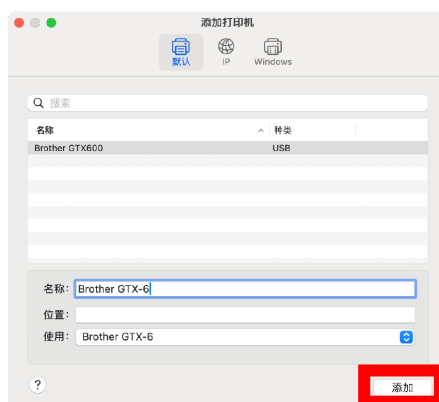 添加打印机
默认 IP Windows
搜索
名称 种类
Brother GTX600 USB
名称: Brother GTX-6
位置:
使用: Brother GTX-6
? 添加